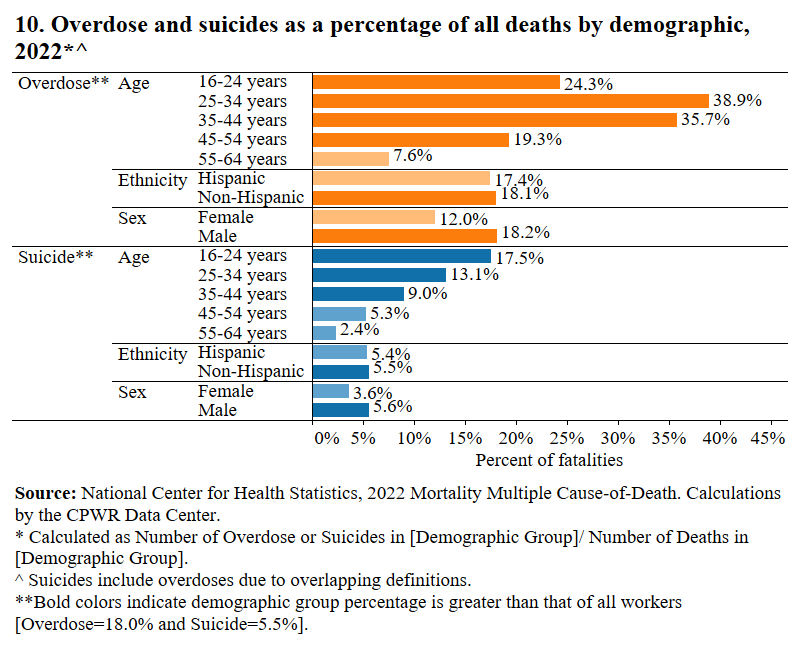 10. Overdose and suicides as a percentage of all deaths by demographic,
2022*^
Overdose** Age 16-24 years 24.3%
25-34 years 38.9%
35-44 years 35.7%
45-54 years 19.3%
55-64 years 7.6%
Ethnicity Hispanic 17.4%
Non-Hispanic 18.1%
Sex Female 12.0%
Male 18.2%
Suicide** Age 16-24 years 17.5%
25-34 years 13.1%
35-44 years 9.0%
45-54 years 5.3%
55-64 years 2.4%
Ethnicity Hispanic 5.4%
Non-Hispanic 5.5%
Sex Female 3.6%
Male 5.6%
0% 5% 10% 15% 20% 25% 30% 35% 40% 45%
Percent of fatalities
Source: National Center for Health Statistics, 2022 Mortality Multiple Cause-of-Death. Calculations
by the CPWR Data Center.
* Calculated as Number of Overdose or Suicides in [Demographic Group]/ Number of Deaths in
[Demographic Group].
^ Suicides include overdoses due to overlapping definitions.
**Bold colors indicate demographic group percentage is greater than that of all workers
[Overdose=18.0% and Suicide=5.5%].